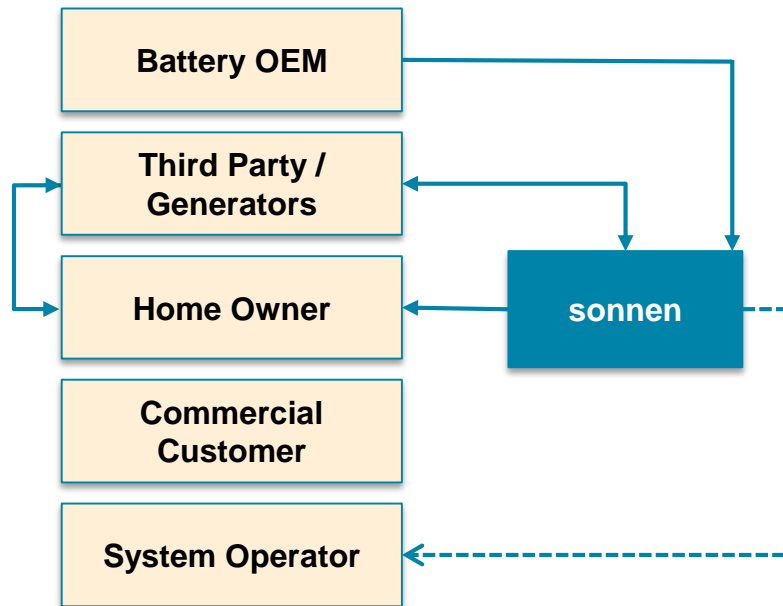 Battery OEM
Third Party /
Generators
Home Owner
sonnen
Commercial
Customer
System Operator